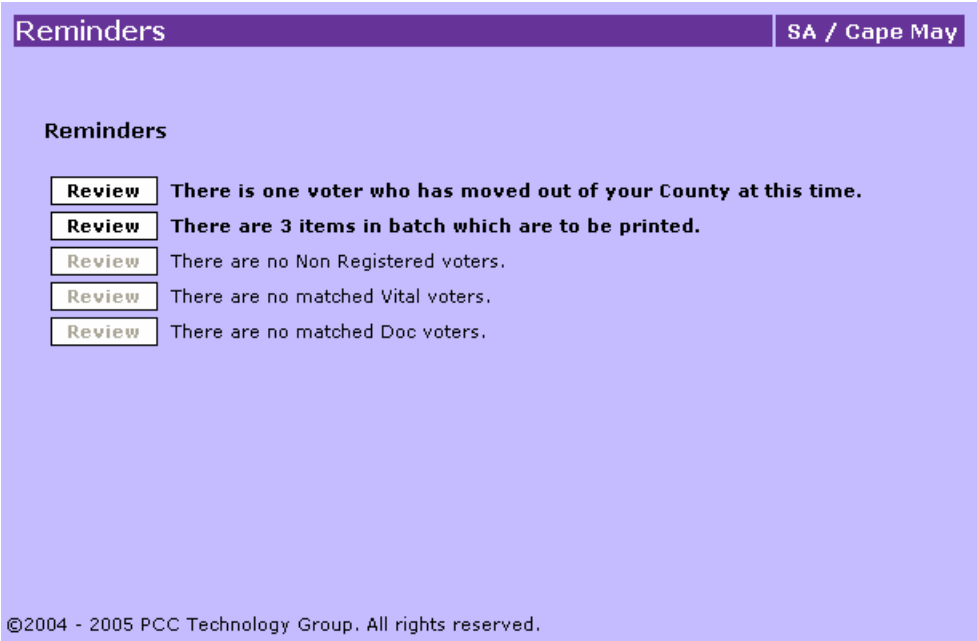 Reminders SA / Cape May
Reminders
Review There is one voter who has moved out of your County at this time.
Review There are 3 items in batch which are to be printed.
Review There are no Non Registered voters.
Review There are no matched Vital voters.
Review There are no matched Doc voters.
©2004 - 2005 PCC Technology Group. All rights reserved.